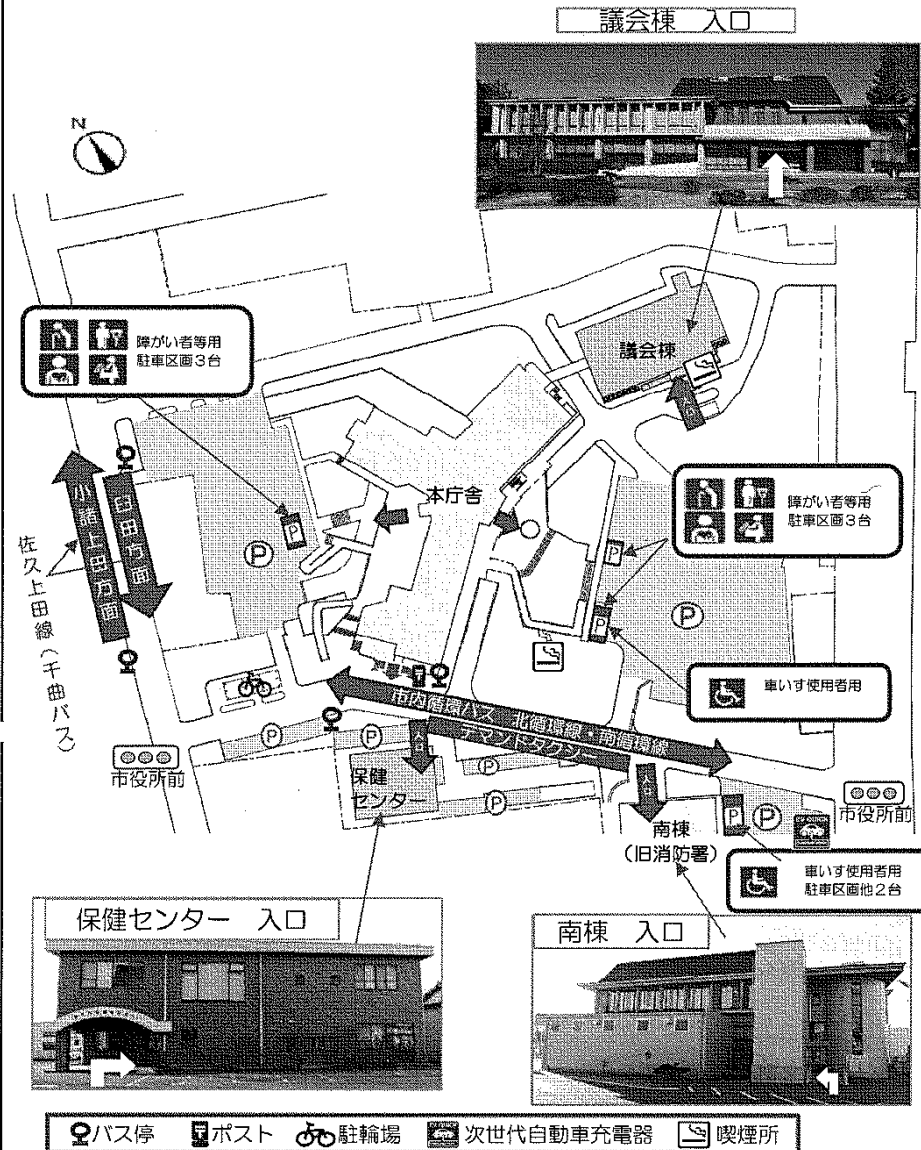 議会棟 入口
N
障がい者等用
駐車区画3台
議会棟
入口
本庁舎
障がい者等用
駐車区画3台
小諸・上田方面
臼田方面
佐久上田線(千曲バス)
P
P
P
P
P
車いす使用者用
市内循環バス 北循環線・南循環線
デマンドタクシー
P
P
P
P
入口
保健
センター
市役所前
入口
南棟
(旧消防署)
P
P
市役所前
車いす使用者用
駐車区画他2台
保健センター 入口
南棟 入口
バス停
ポスト
駐輪場
次世代自動車充電器
喫煙所